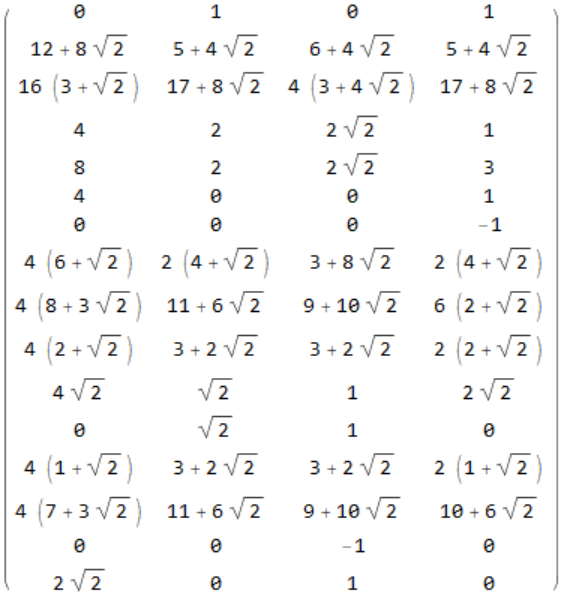 0 1 0 1
12 + 8 √2 5 + 4 √2 6 + 4 √2 5 + 4 √2
16 (3 + √2) 17 + 8 √2 4 (3 + 4 √2) 17 + 8 √2
4 2 2 √2 1
8 2 2 √2 3
4 0 0 1
0 0 0 -1
4 (6 + √2) 2 (4 + √2) 3 + 8 √2 2 (4 + √2)
4 (8 + 3 √2) 11 + 6 √2 9 + 10 √2 6 (2 + √2)
4 (2 + √2) 3 + 2 √2 3 + 2 √2 2 (2 + √2)
4 √2 √2 1 2 √2
0 √2 1 0
4 (1 + √2) 3 + 2 √2 3 + 2 √2 2 (1 + √2)
4 (7 + 3 √2) 11 + 6 √2 9 + 10 √2 10 + 6 √2
0 0 -1 0
2 √2 0 1 0